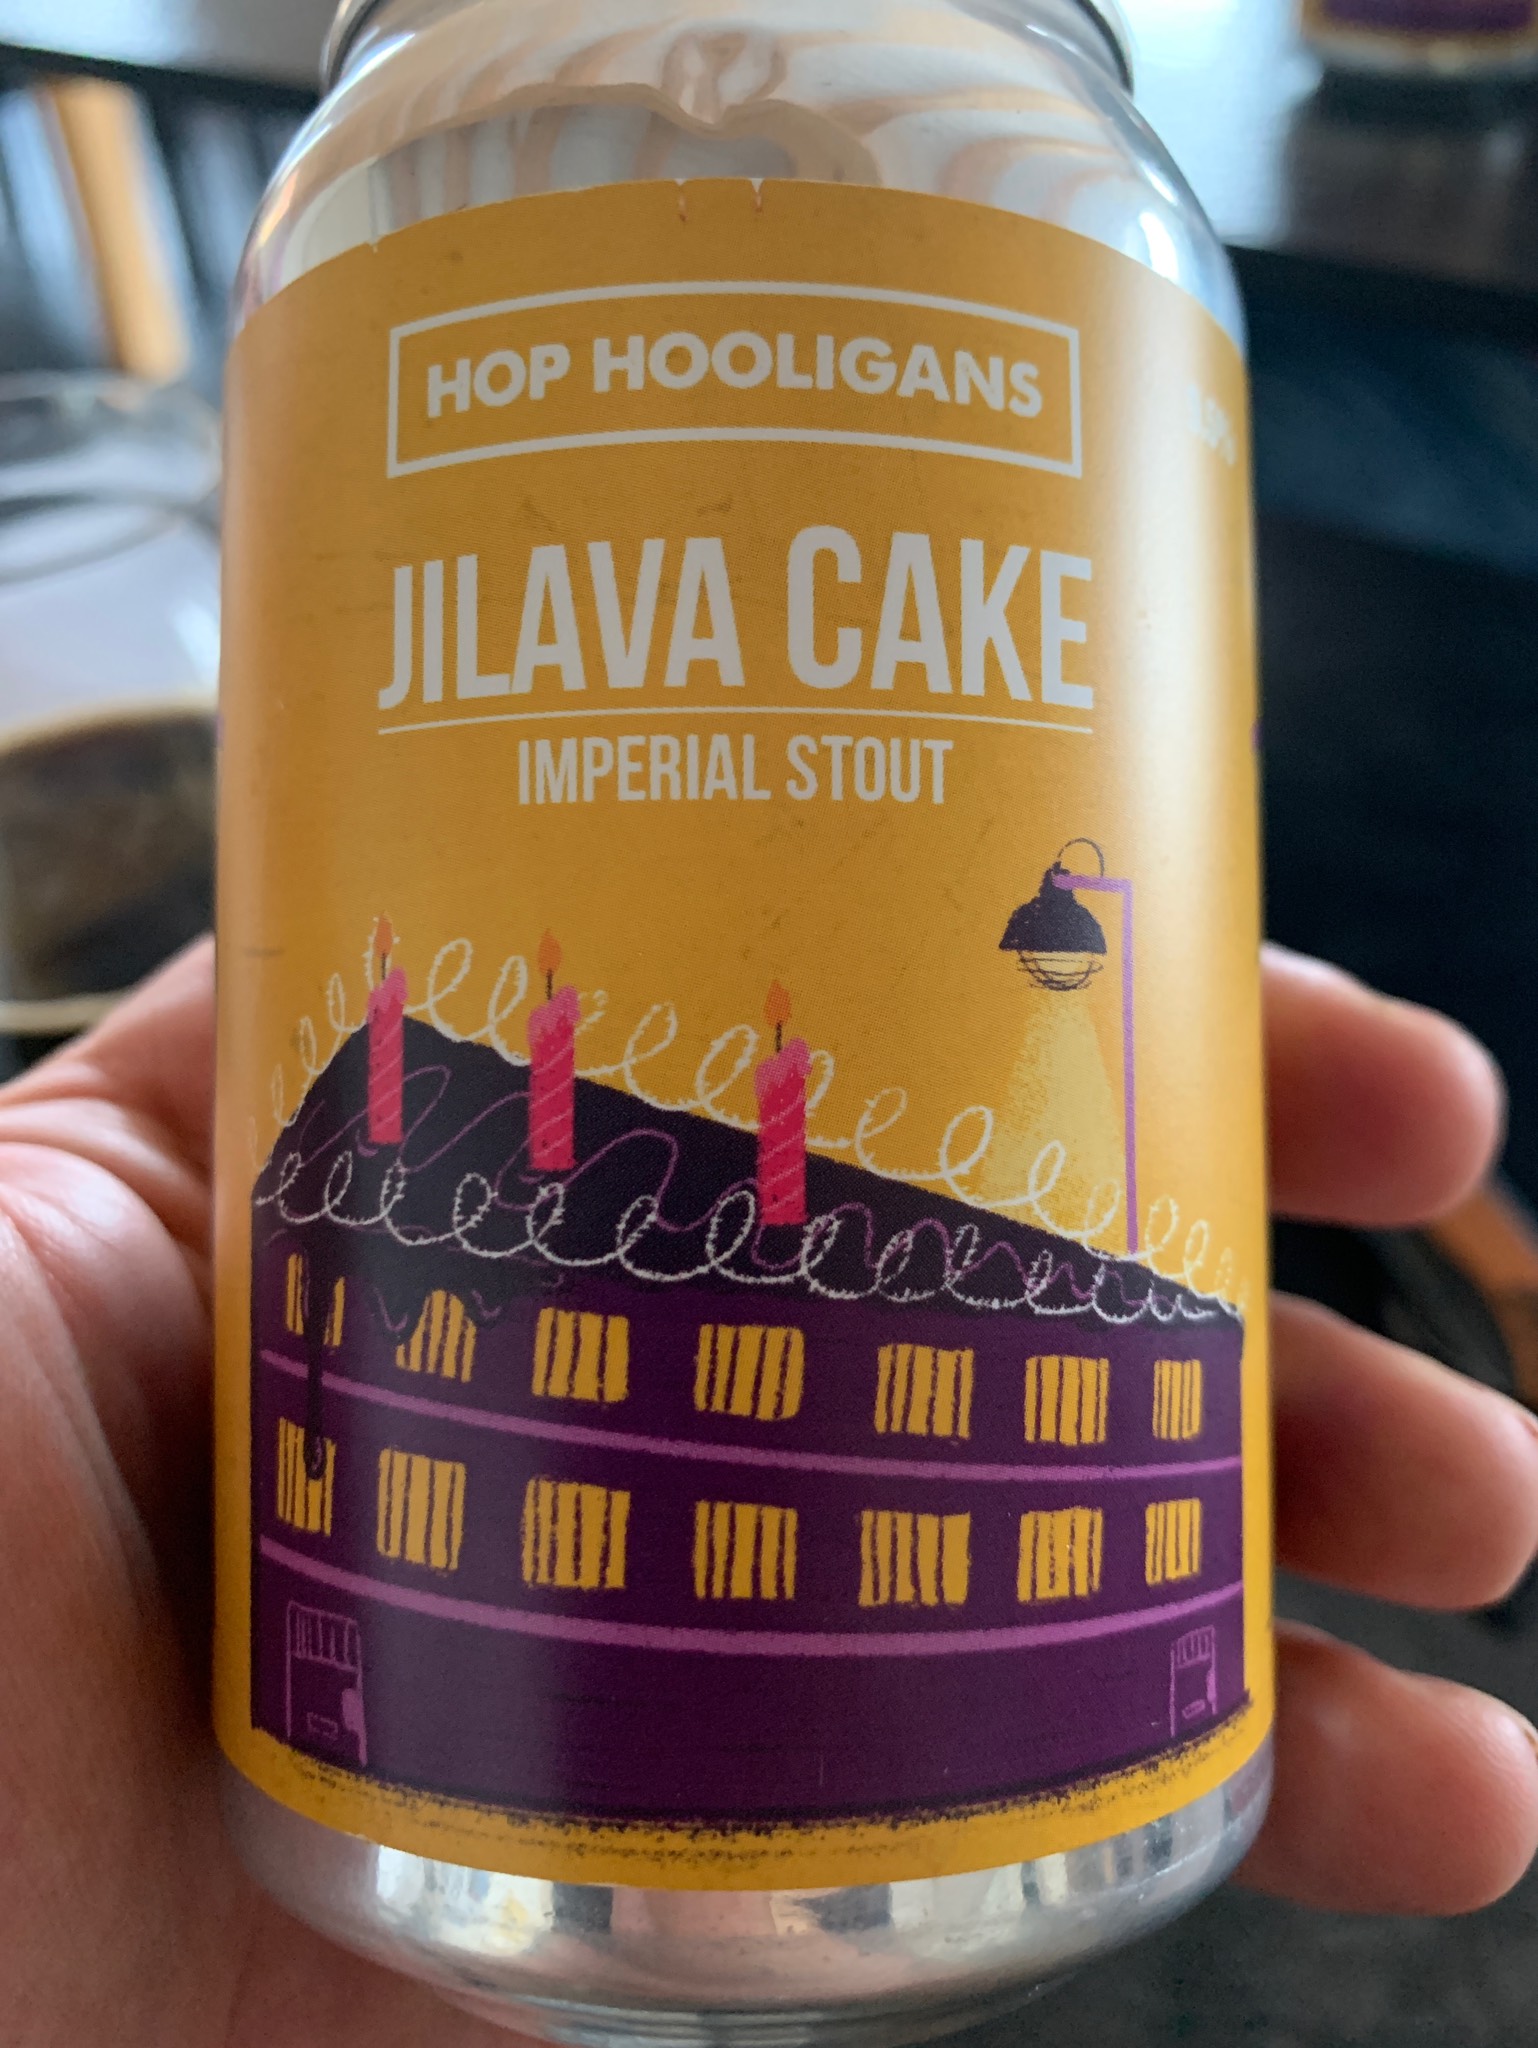 HOP HOOLIGANS
JILAVA CAKE
IMPERIAL STOUT